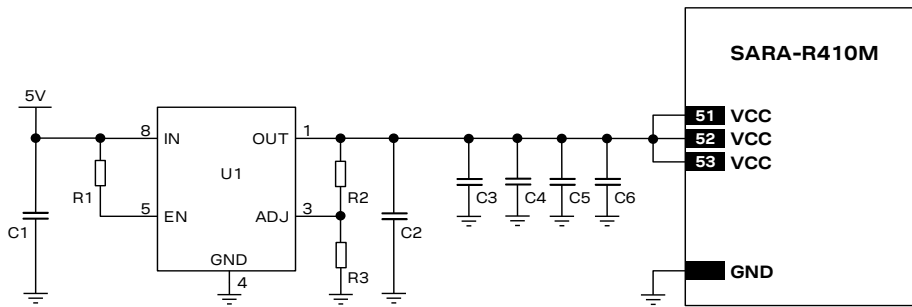 SARA-R410M
5V
51 VCC
52 VCC
53 VCC
8 IN
OUT 1
U1
R1
R2
5 EN
ADJ 3
C1
C2
C3
C4
C5
C6
GND
4
R3
GND